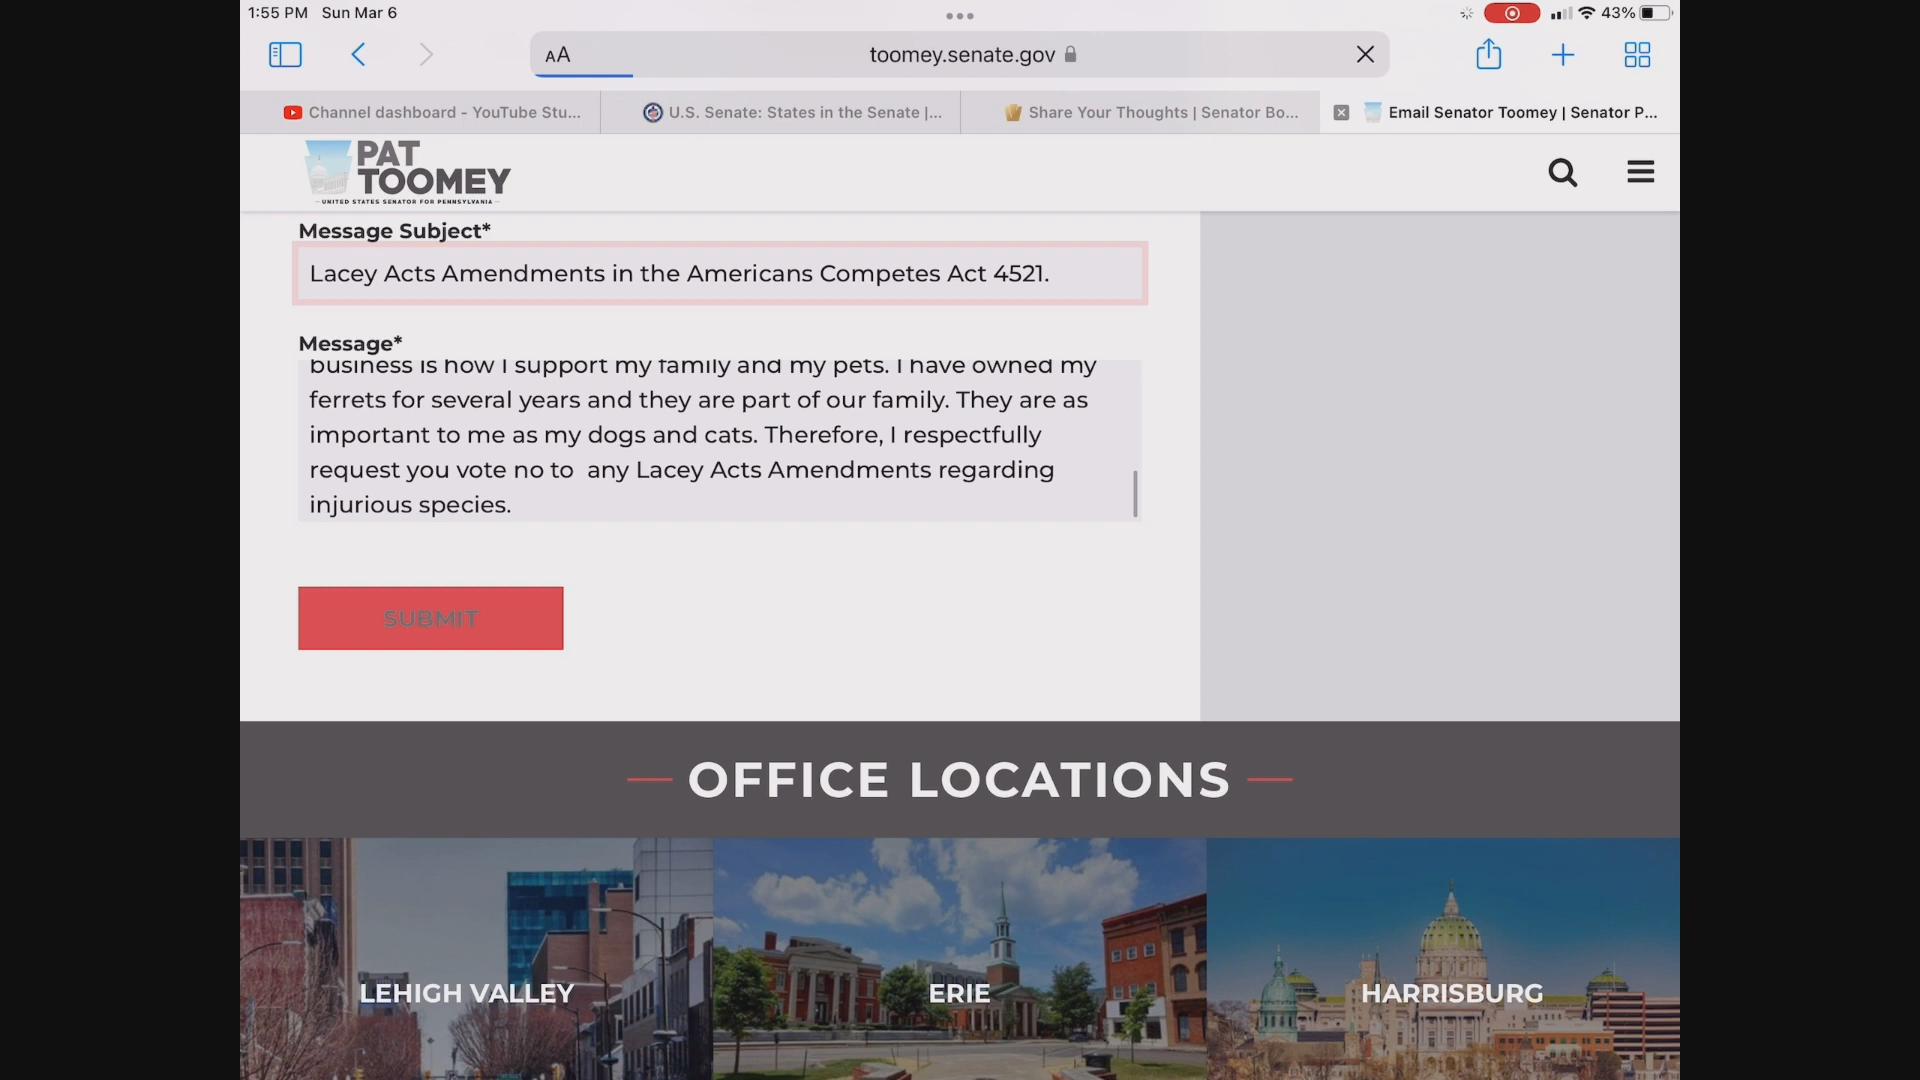 1:55 PM Sun Mar 6
43%
AA
toomey.senate.gov
Channel dashboard - YouTube Stu...
U.S. Senate: States in the Senate |...
Share Your Thoughts | Senator Bo...
Email Senator Toomey | Senator P...
PAT
TOOMEY
UNITED STATES SENATOR FOR PENNSYLVANIA
Message Subject*
Lacey Acts Amendments in the Americans Competes Act 4521.
Message*
business is how I support my family and my pets. I have owned my
ferrets for several years and they are part of our family. They are as
important to me as my dogs and cats. Therefore, I respectfully
request you vote no to  any Lacey Acts Amendments regarding
injurious species.
SUBMIT
OFFICE LOCATIONS
LEHIGH VALLEY
ERIE
HARRISBURG